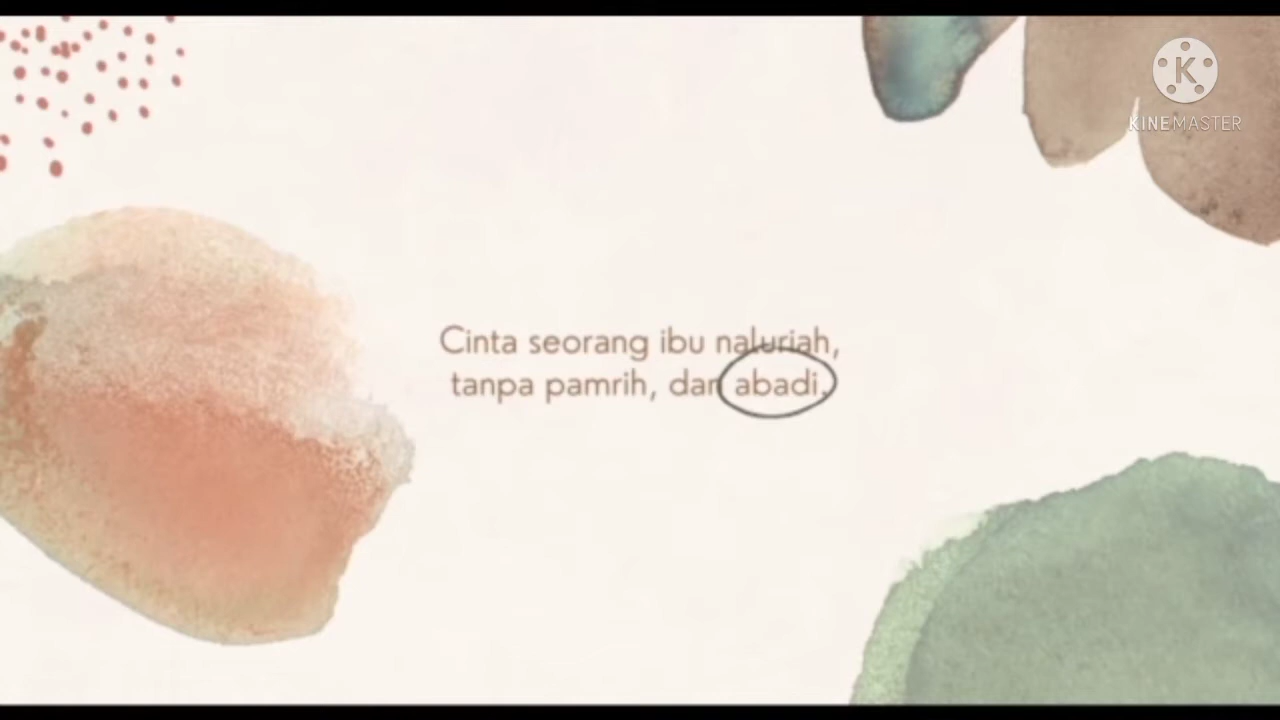 K
KINEMASTER
Cinta seorang ibu naluriah,
tanpa pamrih, dan abadi.